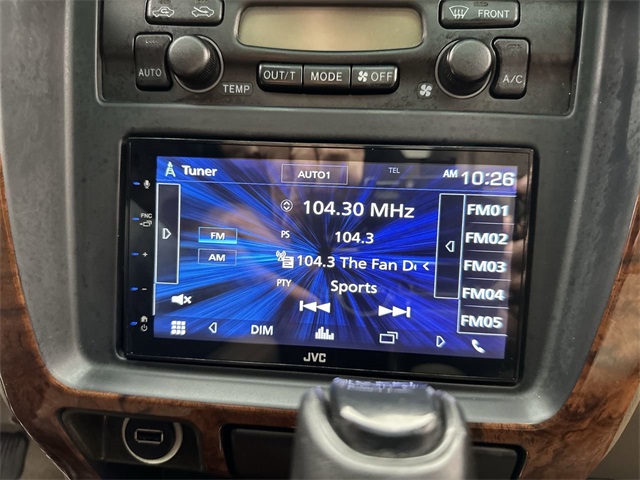 FRONT
AUTO
TEMP
OUT/T
MODE
OFF
A/C
Tuner
AUTO1
TEL
AM 10:26
FNC
104.30 MHz
FM01
FM
PS
104.3
FM02
AM
104.3 The Fan De
FM03
PTY
Sports
FM04
DIM
FM05
JVC